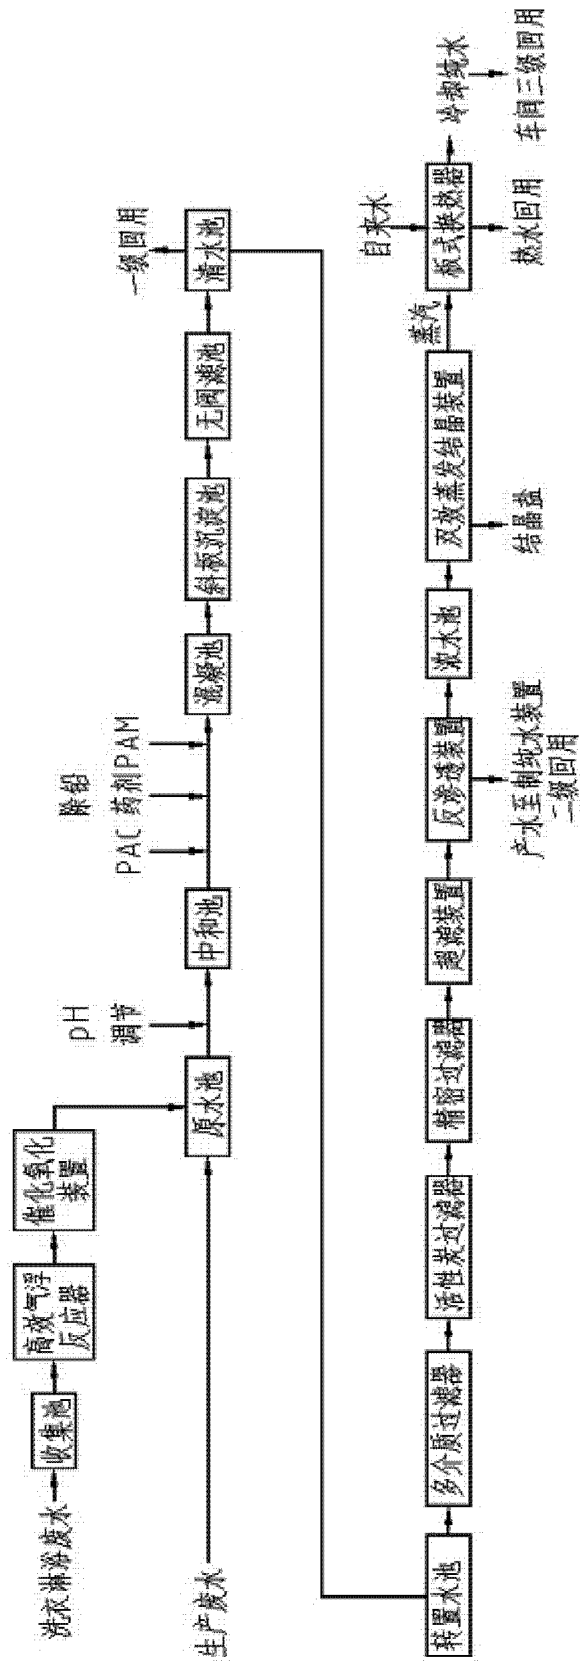 洗衣淋浴废水
收集池
高效气浮
反应器
催化氧化
装置
生产废水
原水池
pH
调节
中和池
除铅
PAC 药剂PAM
混凝池
斜板沉淀池
无阀滤池
清水池
一级回用
转置水池
多介质过滤器
活性炭过滤器
精密过滤器
超滤装置
反渗透装置
产水至制纯水装置
二级回用
浓水池
双效蒸发结晶装置
结晶盐
蒸汽
自来水
板式换热器
热水回用
冷却纯水
车间三级回用